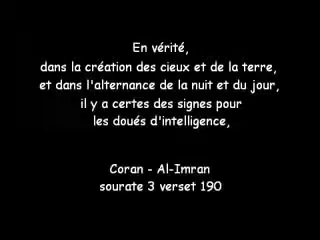 En vérité,
dans la création des cieux et de la terre,
et dans l'alternance de la nuit et du jour,
il y a certes des signes pour
les doués d'intelligence,
Coran - Al-Imran
sourate 3 verset 190